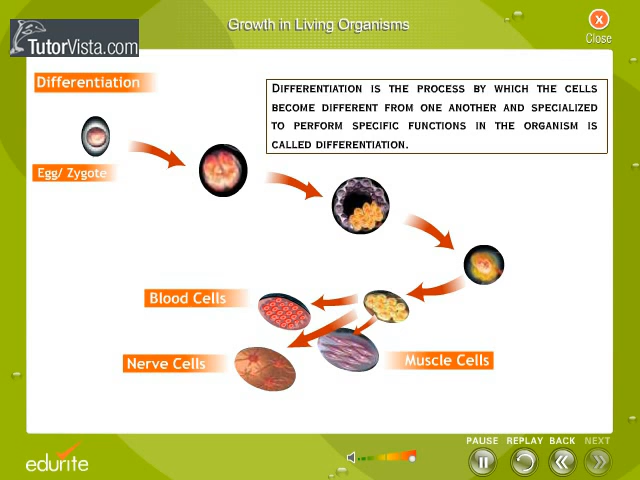 Growth in Living Organisms
Close
TutorVista.com
Differentiation
DIFFERENTIATION IS THE PROCESS BY WHICH THE CELLS
BECOME DIFFERENT FROM ONE ANOTHER AND SPECIALIZED
TO PERFORM SPECIFIC FUNCTIONS IN THE ORGANISM IS
CALLED DIFFERENTIATION.
Egg/ Zygote
Blood Cells
Nerve Cells
Muscle Cells
PAUSE REPLAY BACK NEXT
edurite